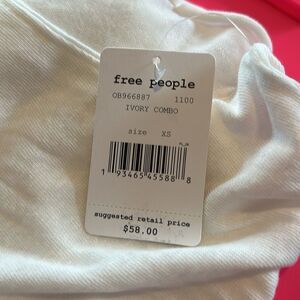 free people
OB966887 1100
IVORY COMBO
size XS
1 93465 45588 8
suggested retail price
$58.00